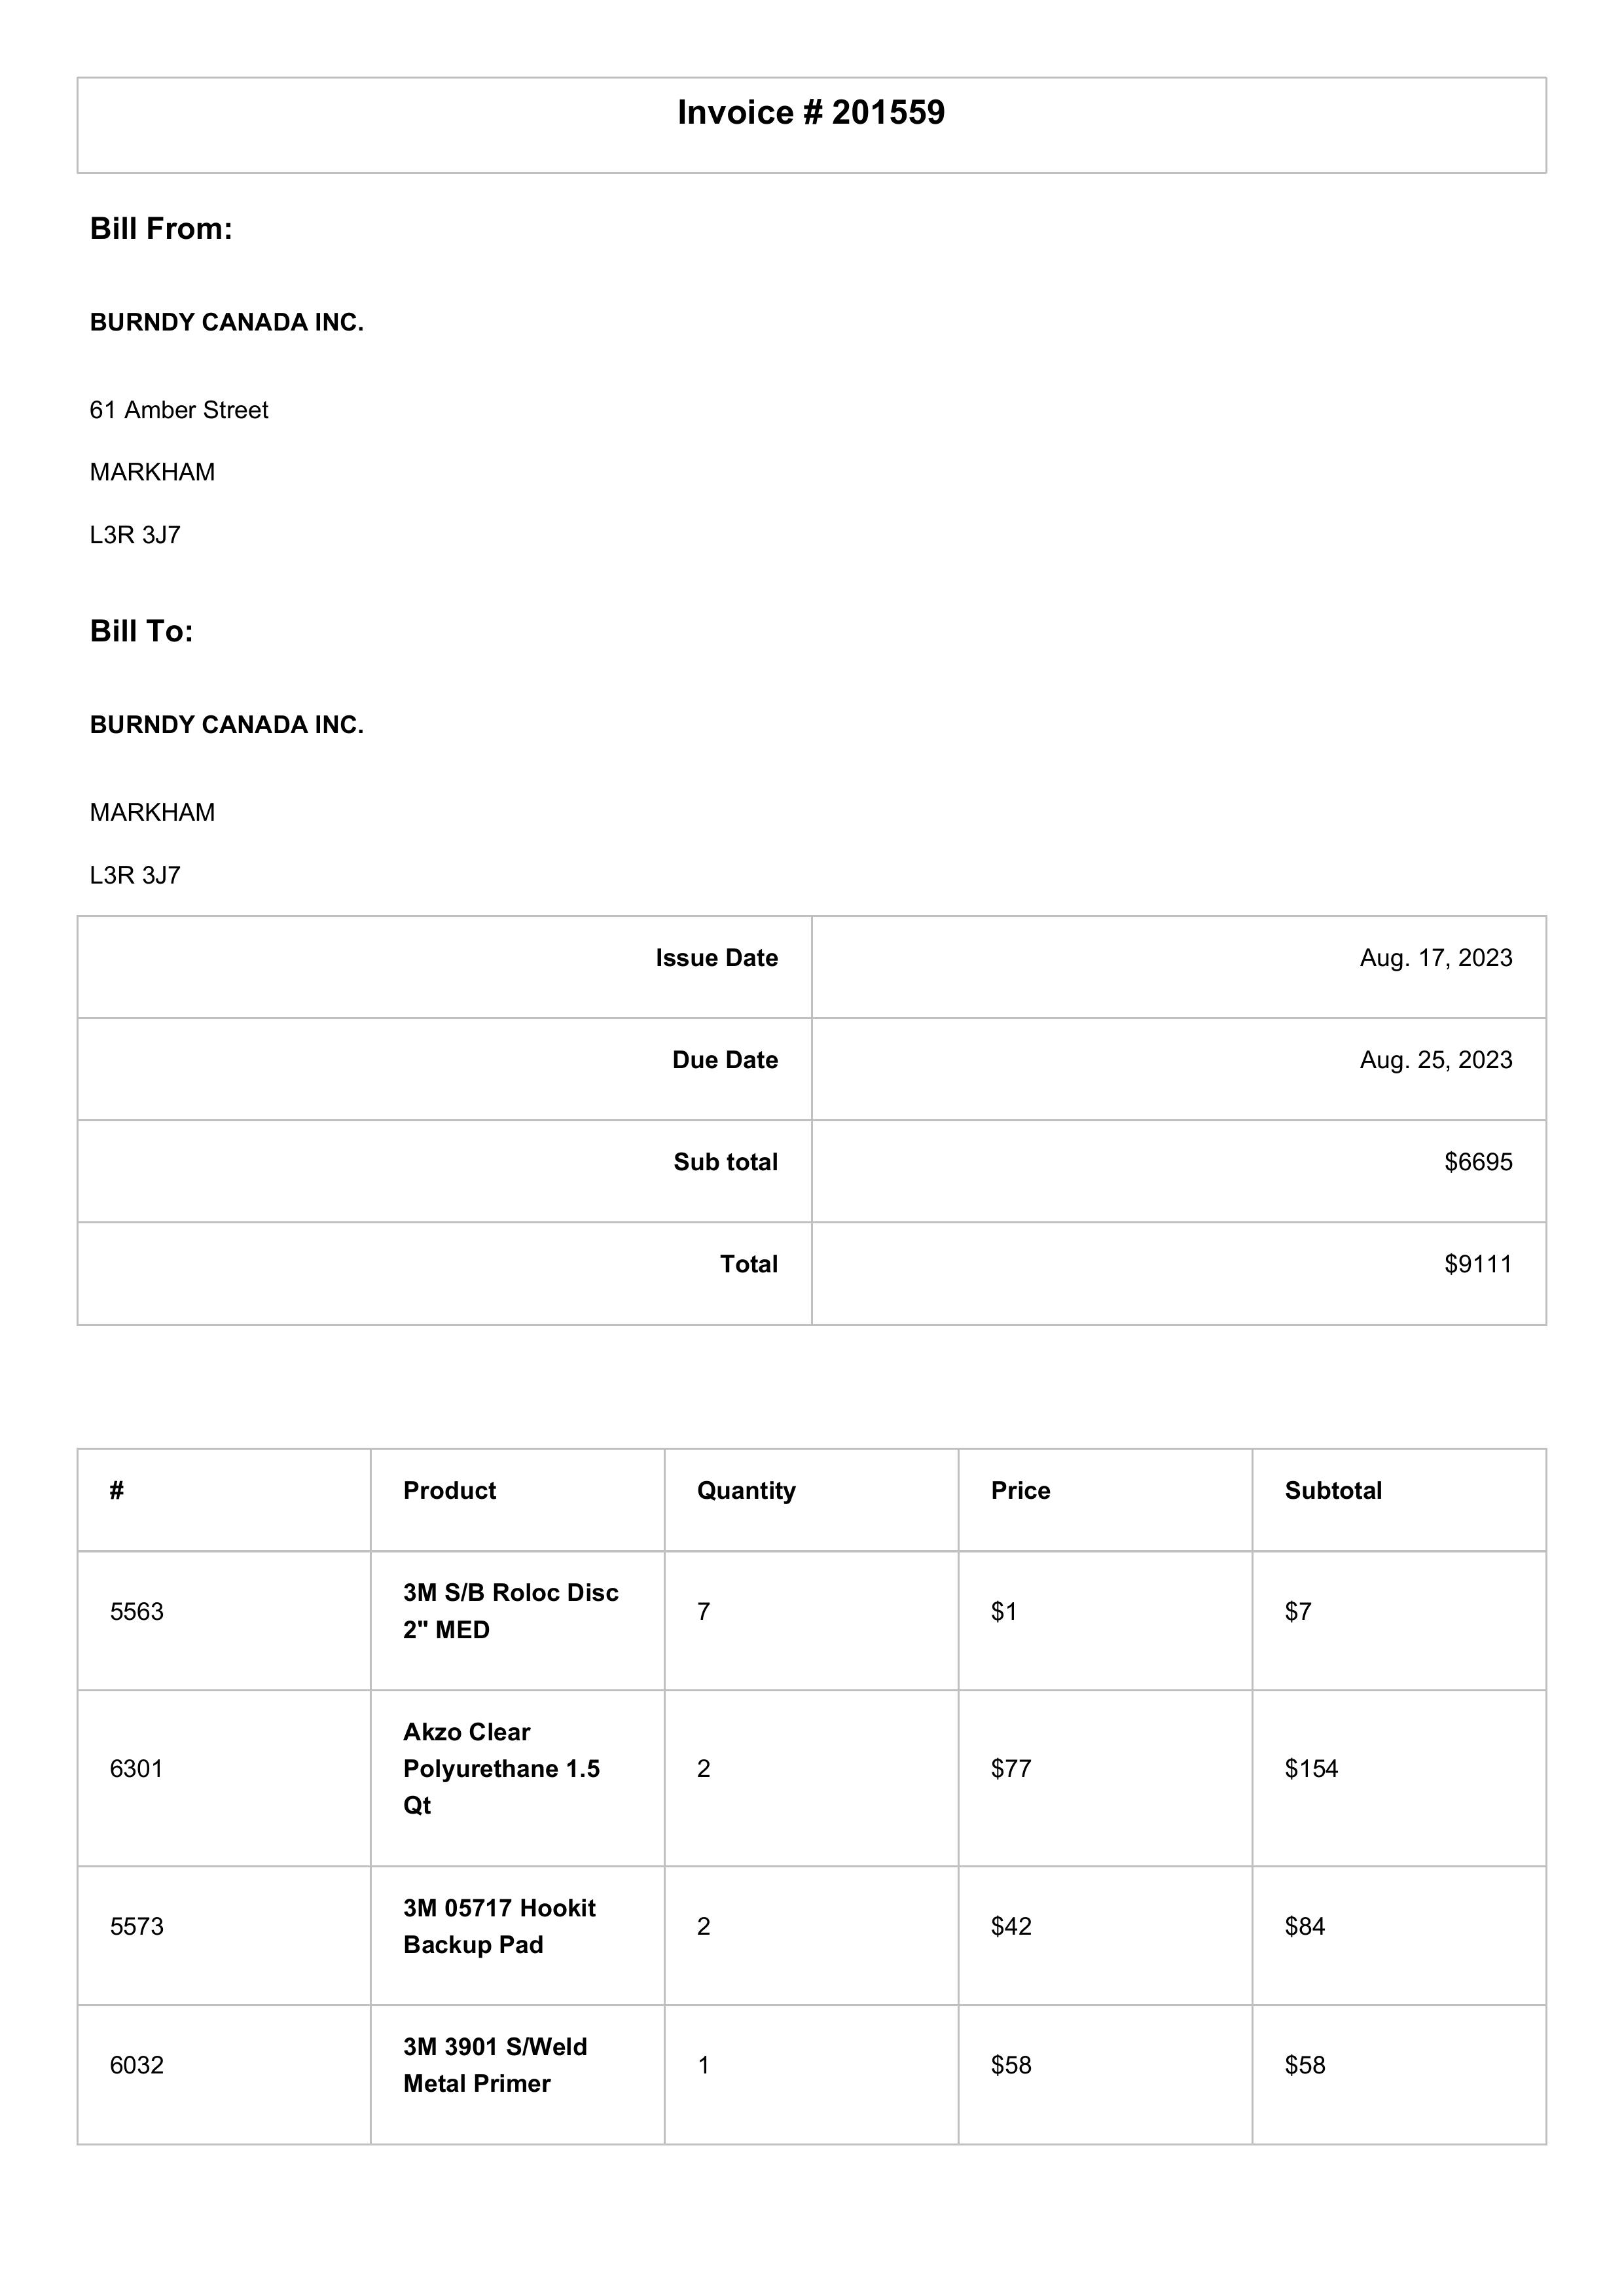 Invoice # 201559
Bill From:
BURNDY CANADA INC.
61 Amber Street
MARKHAM
L3R 3J7
Bill To:
BURNDY CANADA INC.
MARKHAM
L3R 3J7
Issue Date Aug. 17, 2023
Due Date Aug. 25, 2023
Sub total $6695
Total $9111
# Product Quantity Price Subtotal
5563 3M S/B Roloc Disc 7 $1 $7
2" MED
Akzo Clear
6301 Polyurethane 1.5 2 $77 $154
Qt
5573 3M 05717 Hookit 2 $42 $84
Backup Pad
6032 3M 3901 S/Weld 1 $58 $58
Metal Primer